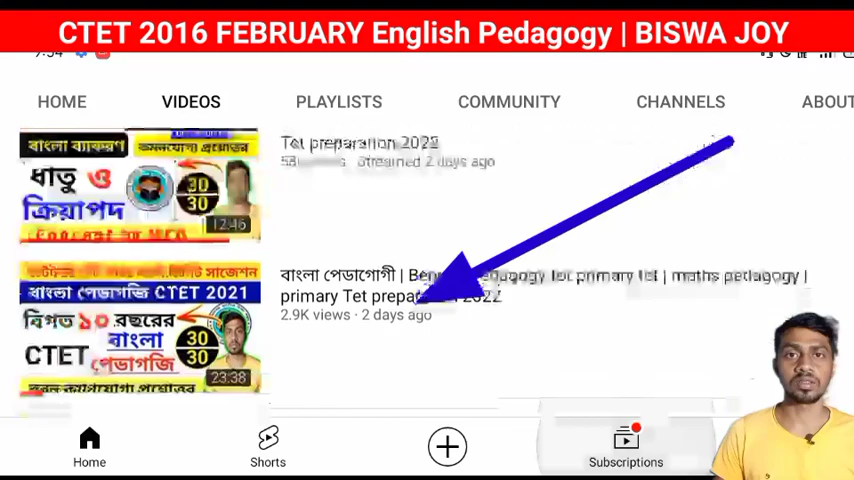 CTET 2016 FEBRUARY English Pedagogy | BISWA JOY
HOME VIDEOS PLAYLISTS COMMUNITY CHANNELS ABOUT
বাংলা ব্যাকরণ
ধাতু ও
ক্রিয়াপদ
30
30
12:46
Tet preparation 2022
Streamed 2 days ago
সাজেশন
বাংলা পেডাগজি CTET 2021
বিগত ১০ বছরের
CTET বাংলা
পেডাগজি
30
30
23:38
বাংলা পেডাগোগী | Pedagogy tet primary tet | maths pedagogy |
primary Tet 2022
2.9K views · 2 days ago
Home
Shorts
Subscriptions